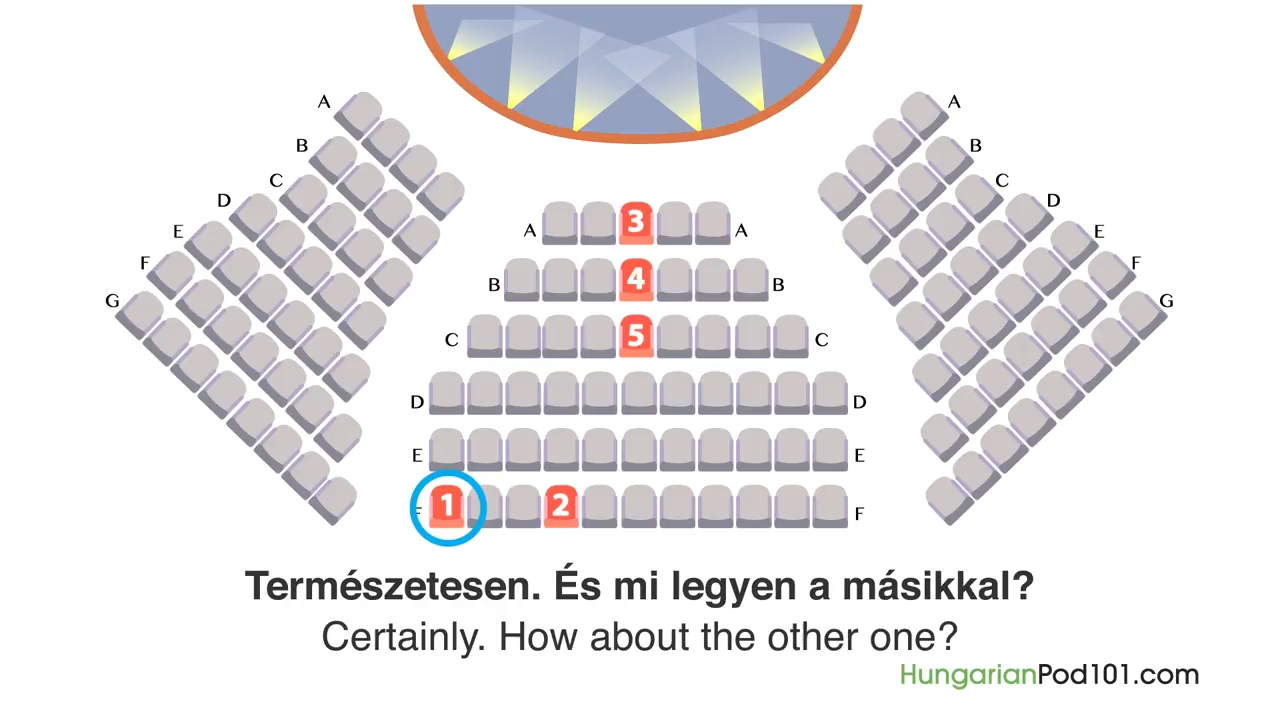 A
A
B
B
C
C
D
D
E
E
F
F
G
G
A 3 A
B 4 B
C 5 C
D D
E E
F 1 2 F
Természetesen. És mi legyen a másikkal?
Certainly. How about the other one?
HungarianPod101.com